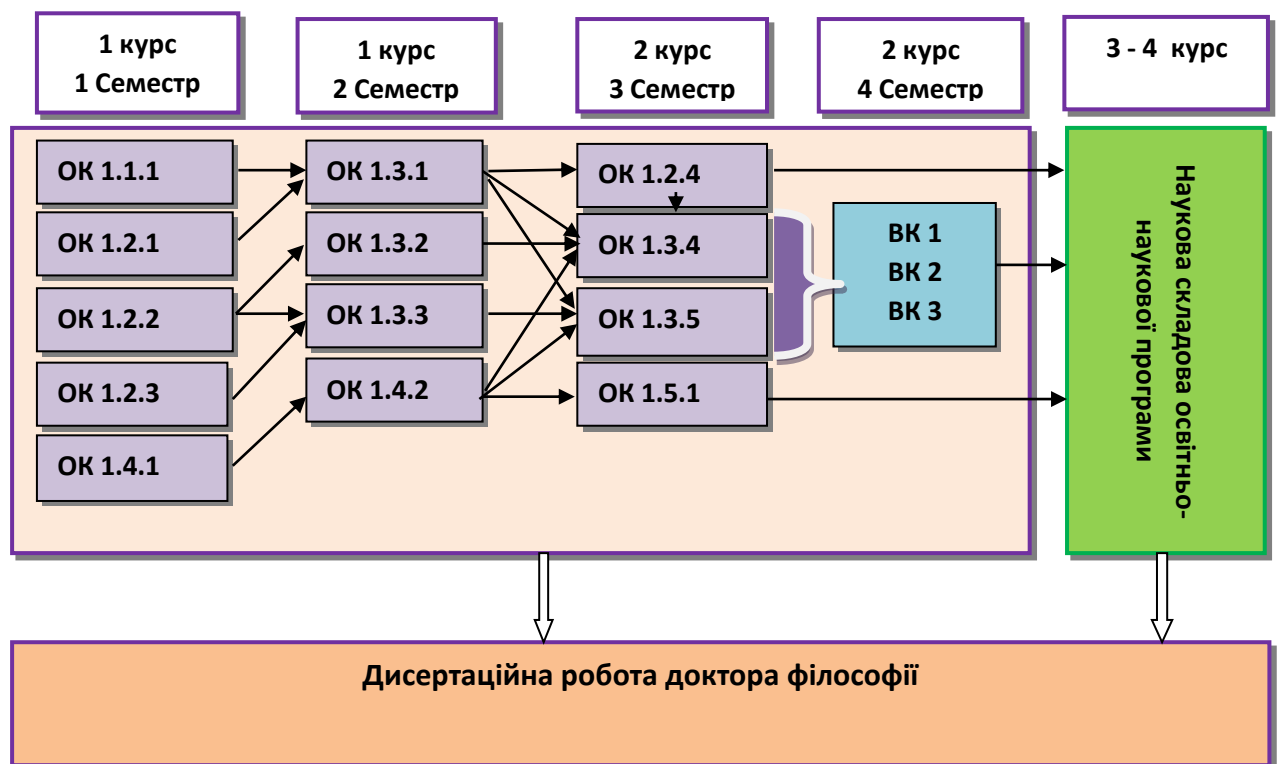 1 курс
1 Семестр
1 курс
2 Семестр
2 курс
3 Семестр
2 курс
4 Семестр
3 - 4 курс
ОК 1.1.1
ОК 1.2.1
ОК 1.2.2
ОК 1.2.3
ОК 1.4.1
ОК 1.3.1
ОК 1.3.2
ОК 1.3.3
ОК 1.4.2
ОК 1.2.4
ОК 1.3.4
ОК 1.3.5
ОК 1.5.1
ВК 1
ВК 2
ВК 3
Наукова складова освітньо-
наукової програми
Дисертаційна робота доктора філософії